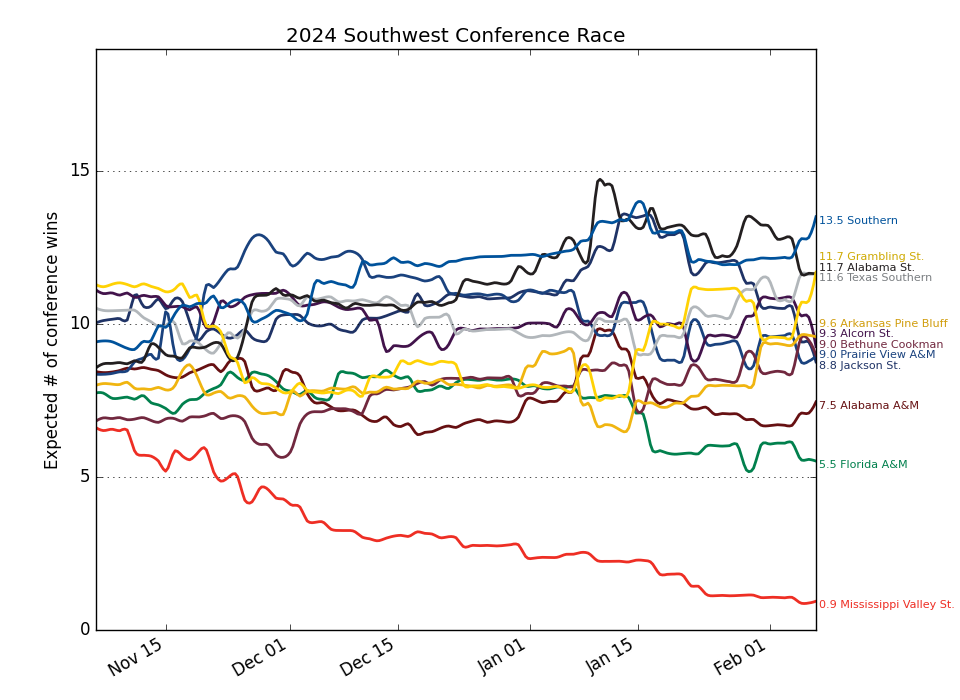 2024 Southwest Conference Race
Expected # of conference wins
15
10
5
0
Nov 15
Dec 01
Dec 15
Jan 01
Jan 15
Feb 01
13.5 Southern
11.7 Grambling St.
11.7 Alabama St.
11.6 Texas Southern
9.6 Arkansas Pine Bluff
9.3 Alcorn St.
9.0 Bethune Cookman
9.0 Prairie View A&M
8.8 Jackson St.
7.5 Alabama A&M
5.5 Florida A&M
0.9 Mississippi Valley St.